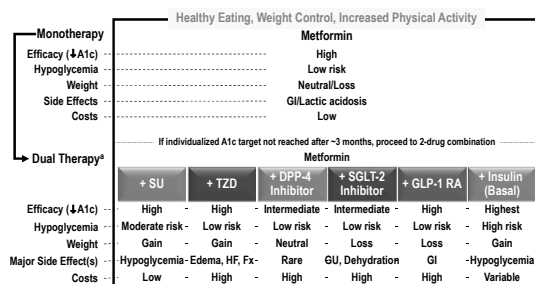 Healthy Eating, Weight Control, Increased Physical Activity
Monotherapy Metformin
Efficacy (↓A1c) High
Hypoglycemia Low risk
Weight Neutral/Loss
Side Effects GI/Lactic acidosis
Costs Low
If individualized A1c target not reached after ~3 months, proceed to 2-drug combination
Dual Therapyᵃ Metformin
+ SU + TZD + DPP-4 Inhibitor + SGLT-2 Inhibitor + GLP-1 RA + Insulin (Basal)
Efficacy (↓A1c) High - High - Intermediate - Intermediate - High - Highest
Hypoglycemia Moderate risk - Low risk - Low risk - Low risk - Low risk - High risk
Weight Gain - Gain - Neutral - Loss - Loss - Gain
Major Side Effect(s) Hypoglycemia - Edema, HF, Fx - Rare - GU, Dehydration - GI - Hypoglycemia
Costs Low - High - High - High - High - Variable